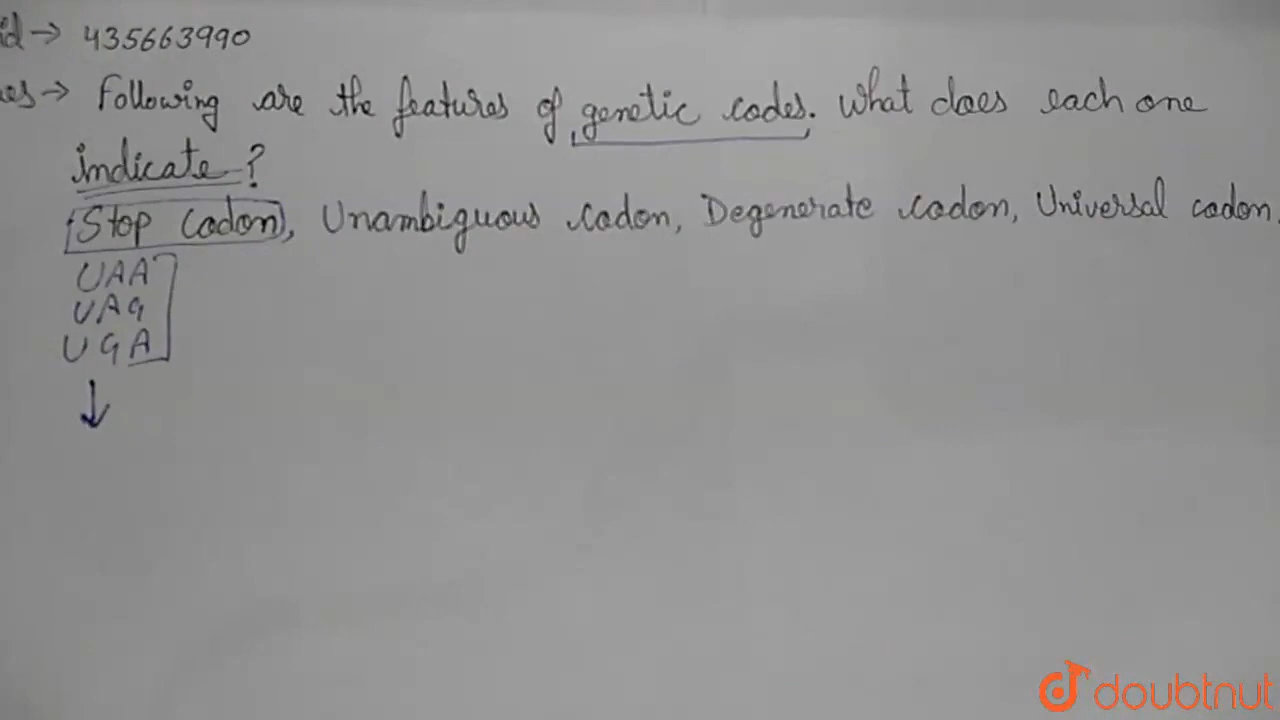 id → 435663990
es → Following are the features of genetic codes. What does each one
indicate?
Stop codon, Unambiguous codon, Degenerate codon, Universal codon.
UAA
UAG
UGA
↓
doubtnut